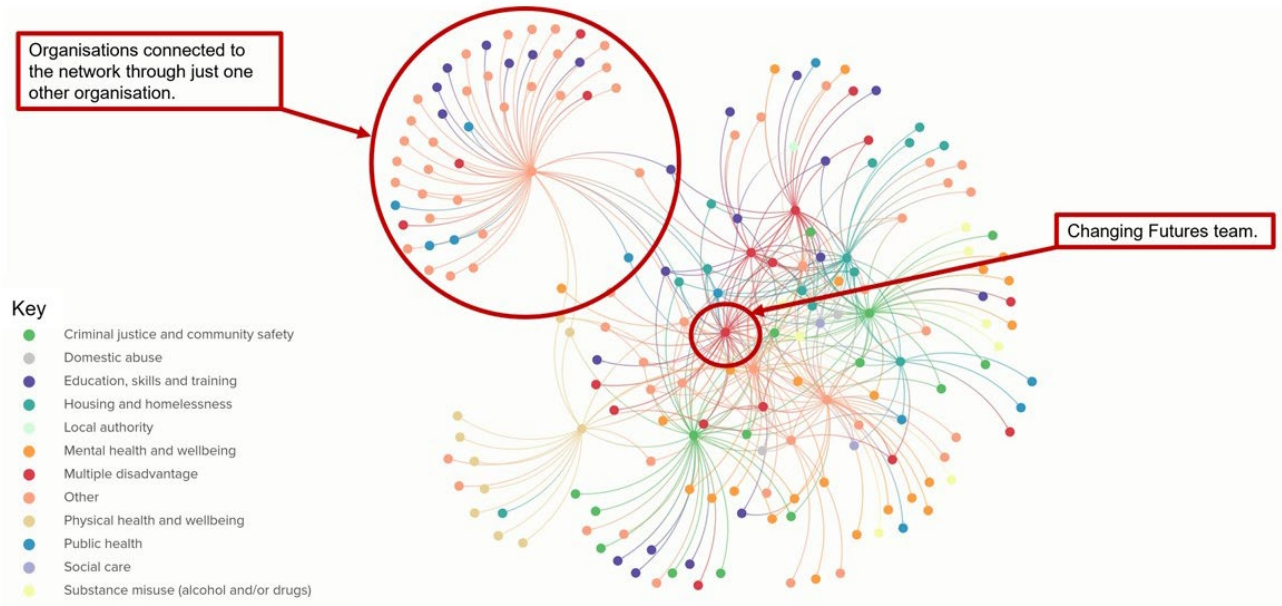 Organisations connected to
the network through just one
other organisation.
Changing Futures team.
Key
Criminal justice and community safety
Domestic abuse
Education, skills and training
Housing and homelessness
Local authority
Mental health and wellbeing
Multiple disadvantage
Other
Physical health and wellbeing
Public health
Social care
Substance misuse (alcohol and/or drugs)